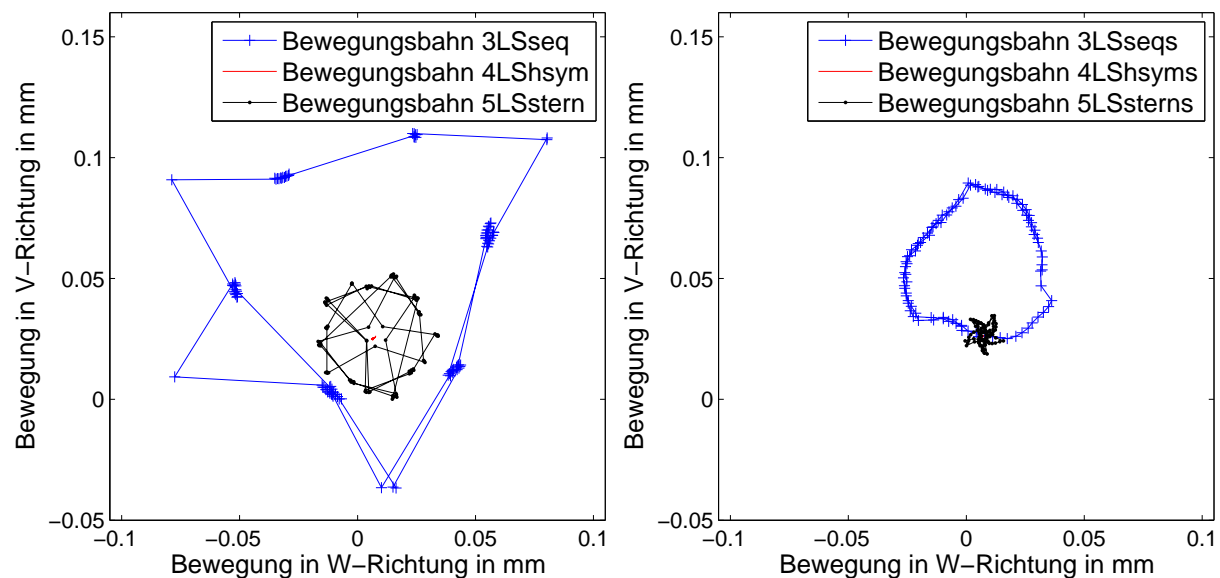 Bewegungsbahn 3LSseq
Bewegungsbahn 4LShsym
Bewegungsbahn 5LSstern
0.15
0.1
0.05
0
−0.05
−0.1
−0.05
0
0.05
0.1
Bewegung in V−Richtung in mm
Bewegung in W−Richtung in mm
Bewegungsbahn 3LSseqs
Bewegungsbahn 4LShsyms
Bewegungsbahn 5LSsterns
0.15
0.1
0.05
0
−0.05
−0.1
−0.05
0
0.05
0.1
Bewegung in V−Richtung in mm
Bewegung in W−Richtung in mm